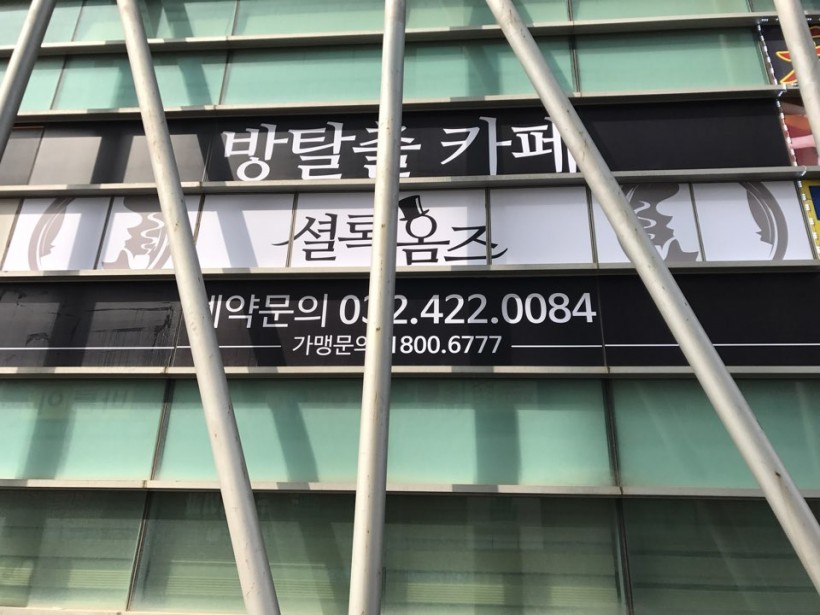 방탈출 카페
셜록홈즈
예약문의 032.422.0084
가맹문의 1800.6777